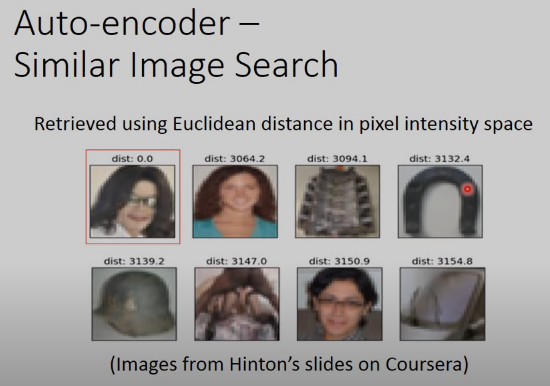 Auto-encoder –
Similar Image Search
Retrieved using Euclidean distance in pixel intensity space
dist: 0.0 dist: 3064.2 dist: 3094.1 dist: 3132.4
dist: 3139.2 dist: 3147.0 dist: 3150.9 dist: 3154.8
(Images from Hinton's slides on Coursera)